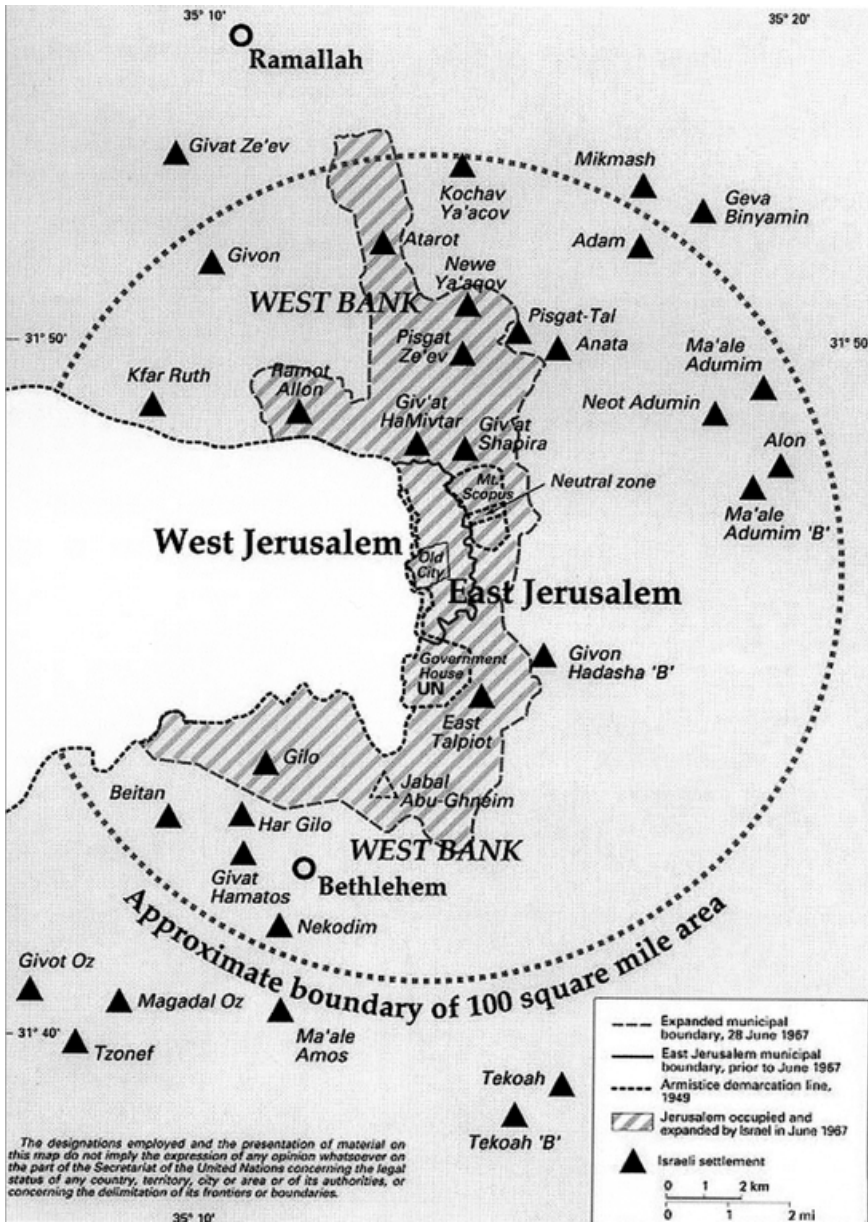 35° 10'
35° 20'
Ramallah
Givat Ze'ev
Mikmash
Kochav
Ya'acov
Geva
Binyamin
Atarot
Adam
Givon
Newe
Ya'aqov
WEST BANK
Pisgat-Tal
31° 50'
31° 50'
Pisgat
Ze'ev
Anata
Ma'ale
Adumim
Kfar Ruth
Ramot
Allon
Neot Adumin
Giv'at
HaMivtar
Giv'at
Shapira
Alon
Mt.
Scopus
Neutral zone
Ma'ale
Adumim 'B'
West Jerusalem
Old
City
East Jerusalem
Government
House
UN
Givon
Hadasha 'B'
East
Talpiot
Gilo
Jabal
Abu-Ghneim
Beitan
Har Gilo
WEST BANK
Givat
Hamatos
Bethlehem
Nekodim
Approximate boundary of 100 square mile area
Givot Oz
Magadal Oz
Ma'ale
Amos
31° 40'
Tzonef
Tekoah
Tekoah 'B'
Expanded municipal
boundary, 28 June 1967
East Jerusalem municipal
boundary, prior to June 1967
Armistice demarcation line,
1949
Jerusalem occupied and
expanded by Israel in June 1967
Israeli settlement
0 1 2 km
0 1 2 mi
The designations employed and the presentation of material on
this map do not imply the expression of any opinion whatsoever on
the part of the Secretariat of the United Nations concerning the legal
status of any country, territory, city or area or of its authorities, or
concerning the delimitation of its frontiers or boundaries.
35° 10'